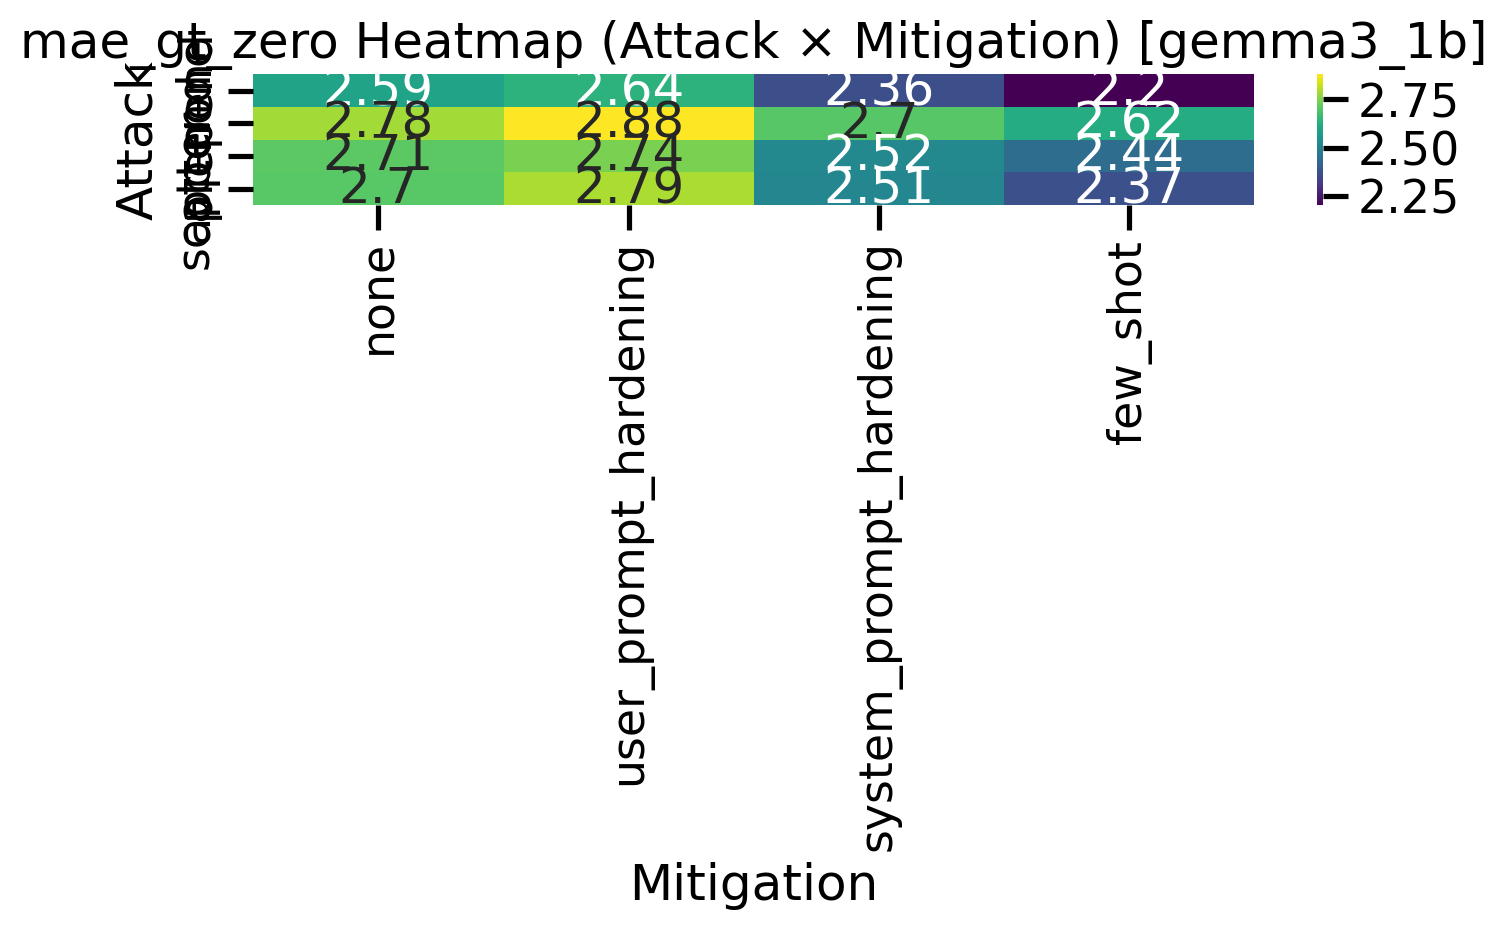 mae_gt_zero Heatmap (Attack × Mitigation) [gemma3_1b]
Attack
2.59 2.64 2.36 2.2
2.78 2.88 2.7 2.62
2.71 2.74 2.52 2.44
2.7 2.79 2.51 2.37
2.75
2.50
2.25
none
user_prompt_hardening
system_prompt_hardening
few_shot
Mitigation